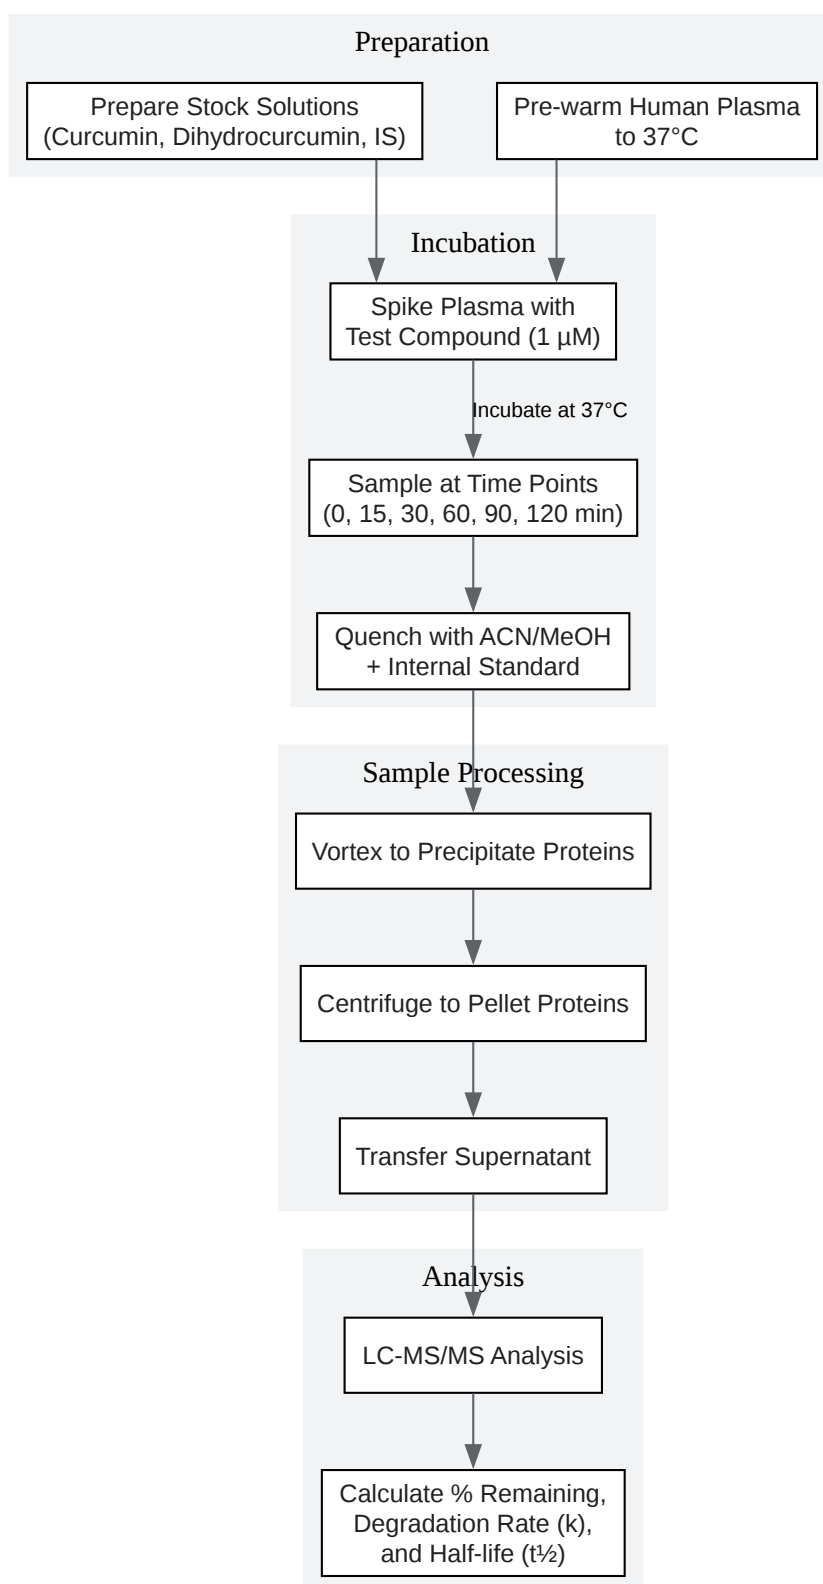 Preparation
Prepare Stock Solutions
(Curcumin, Dihydrocurcumin, IS)
Pre-warm Human Plasma
to 37°C
Incubation
Spike Plasma with
Test Compound (1 µM)
Incubate at 37°C
Sample at Time Points
(0, 15, 30, 60, 90, 120 min)
Quench with ACN/MeOH
+ Internal Standard
Sample Processing
Vortex to Precipitate Proteins
Centrifuge to Pellet Proteins
Transfer Supernatant
Analysis
LC-MS/MS Analysis
Calculate % Remaining,
Degradation Rate (k),
and Half-life (t½)